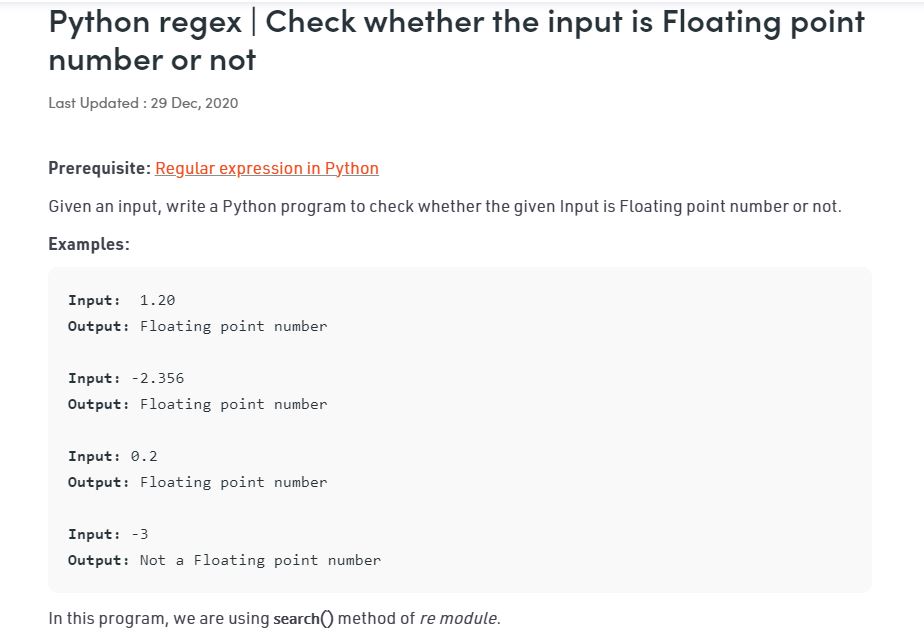 Python regex | Check whether the input is Floating point
number or not
Last Updated : 29 Dec, 2020
Prerequisite: Regular expression in Python
Given an input, write a Python program to check whether the given Input is Floating point number or not.
Examples:
Input:  1.20
Output: Floating point number
Input: -2.356
Output: Floating point number
Input: 0.2
Output: Floating point number
Input: -3
Output: Not a Floating point number
In this program, we are using search() method of re module.